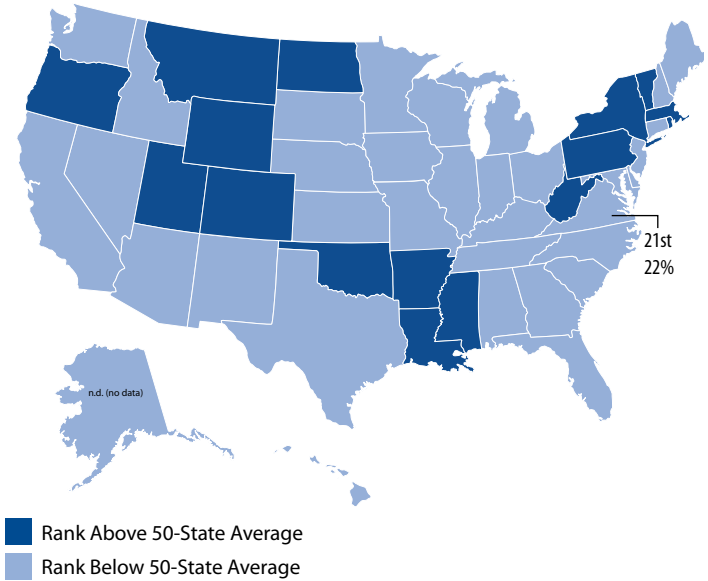 21st
22%
n.d. (no data)
Rank Above 50-State Average
Rank Below 50-State Average